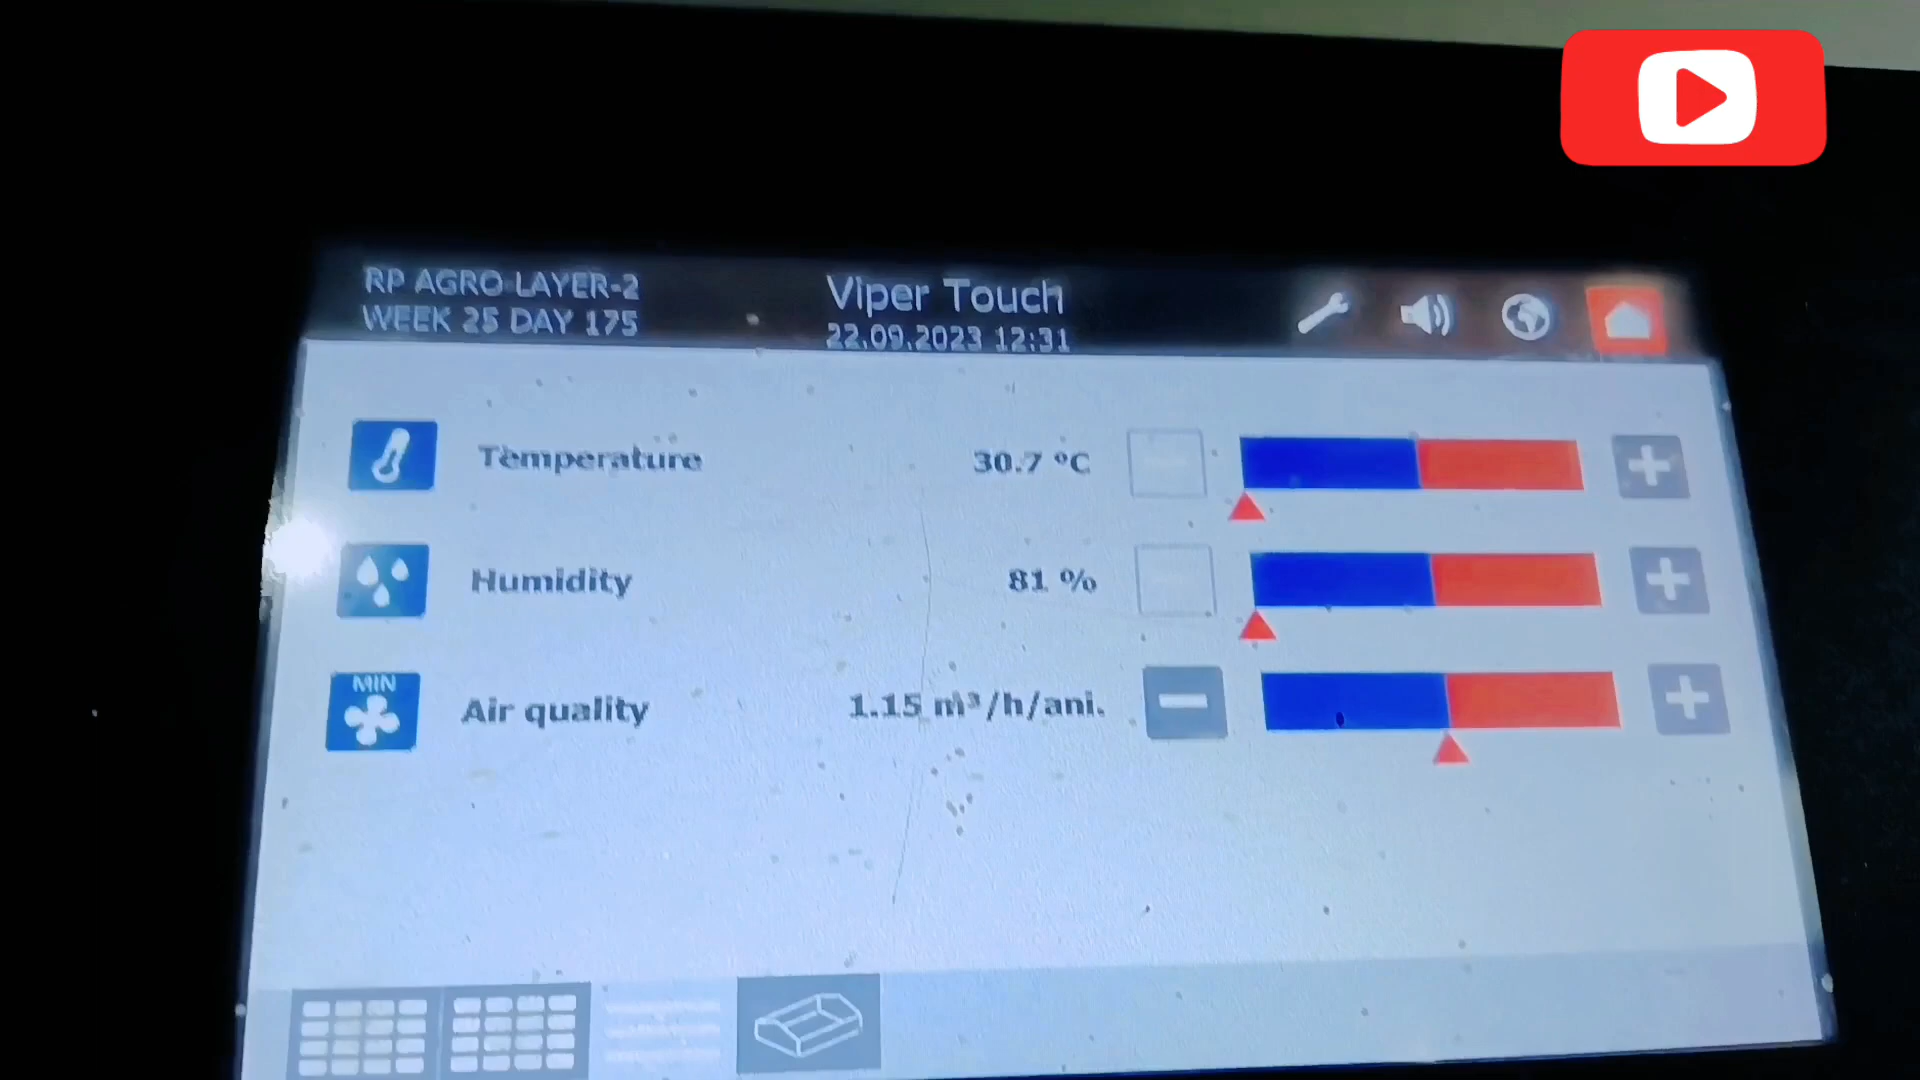 RP AGRO LAYER-2
WEEK 25 DAY 175
Viper Touch
22.09.2023 12:31
Temperature 30.7 °C
Humidity 81 %
MIN
Air quality 1.15 m³/h/ani.